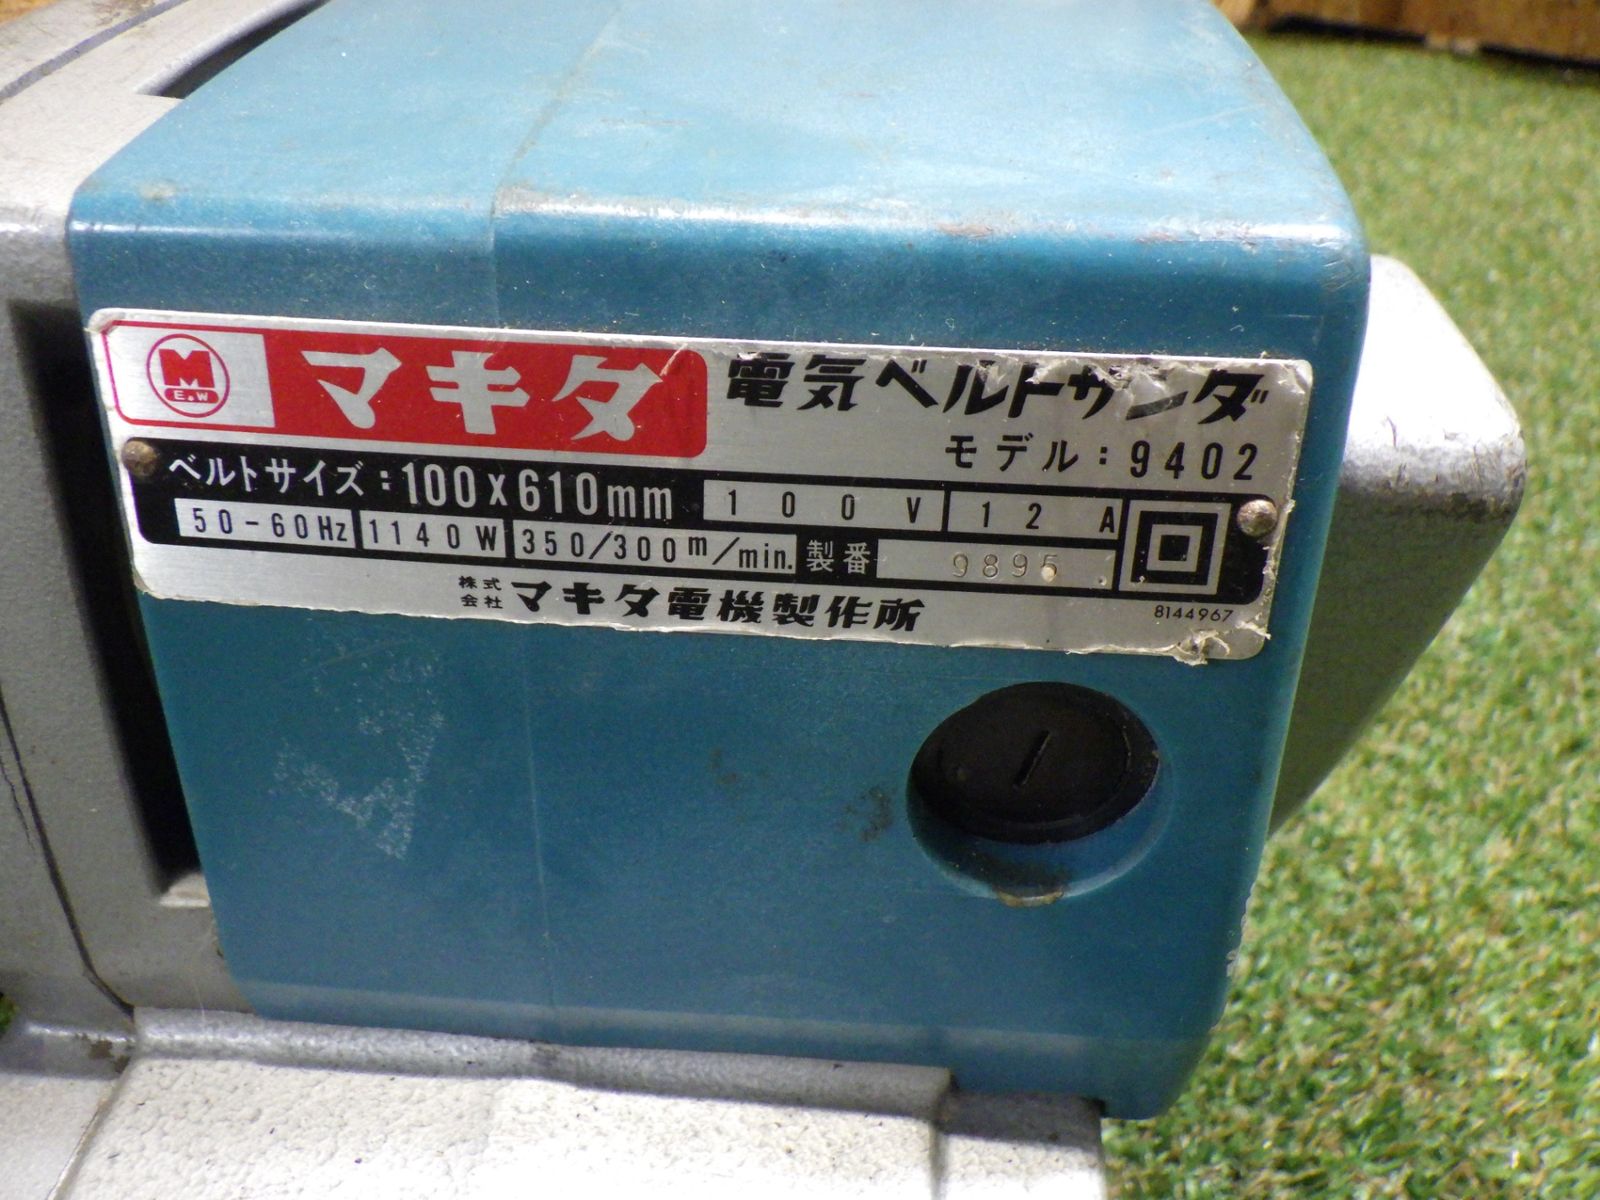 M
E.W
マキタ 電気ベルトサンダ
モデル:9402
ベルトサイズ:100x610mm 100V 12A
50-60Hz 1140W 350/300m/min. 製番 9895
株式会社 マキタ電機製作所
8144967